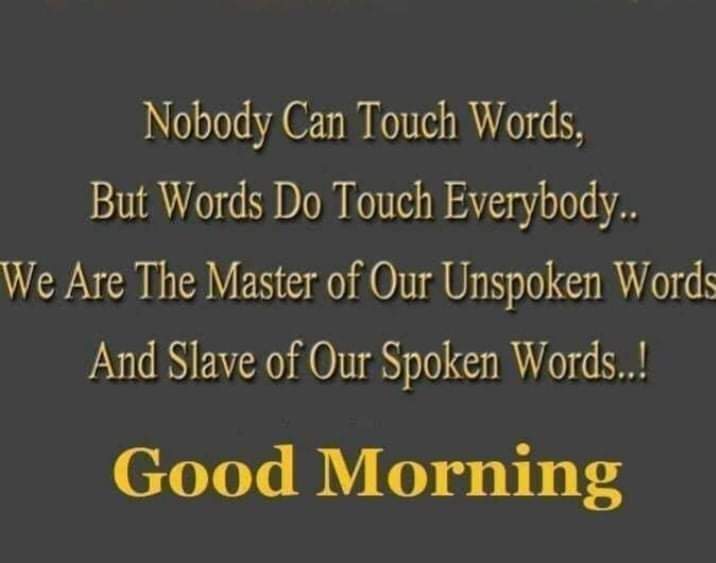 Nobody Can Touch Words,
But Words Do Touch Everybody..
We Are The Master of Our Unspoken Words
And Slave of Our Spoken Words..!
Good Morning